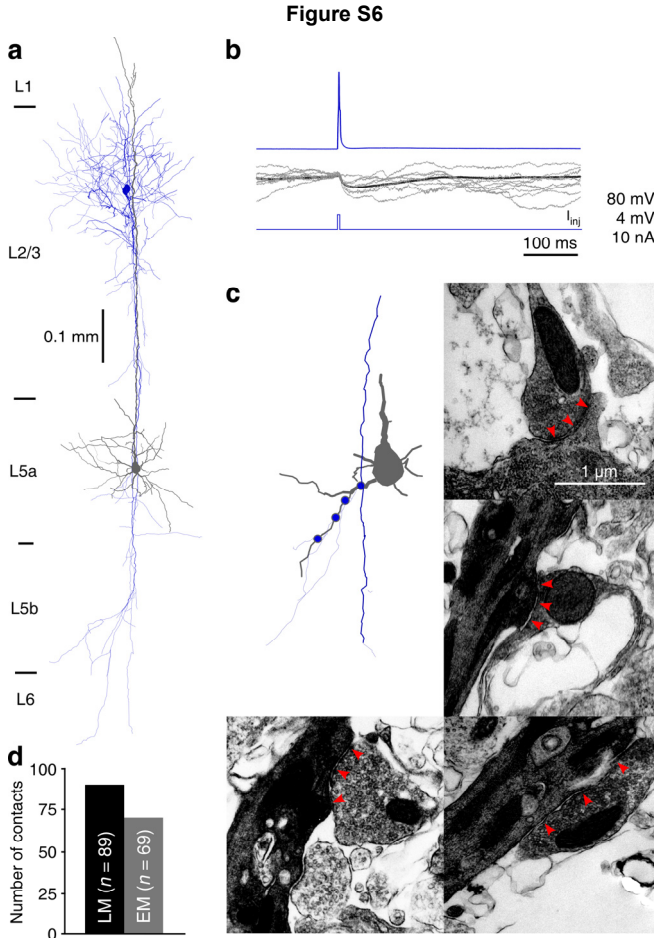 Figure S6
a
L1
L2/3
0.1 mm
L5a
L5b
L6
b
80 mV
Iinj
4 mV
10 nA
100 ms
c
1 µm
d
Number of contacts
100
75
50
25
0
LM (n = 89)
EM (n = 69)